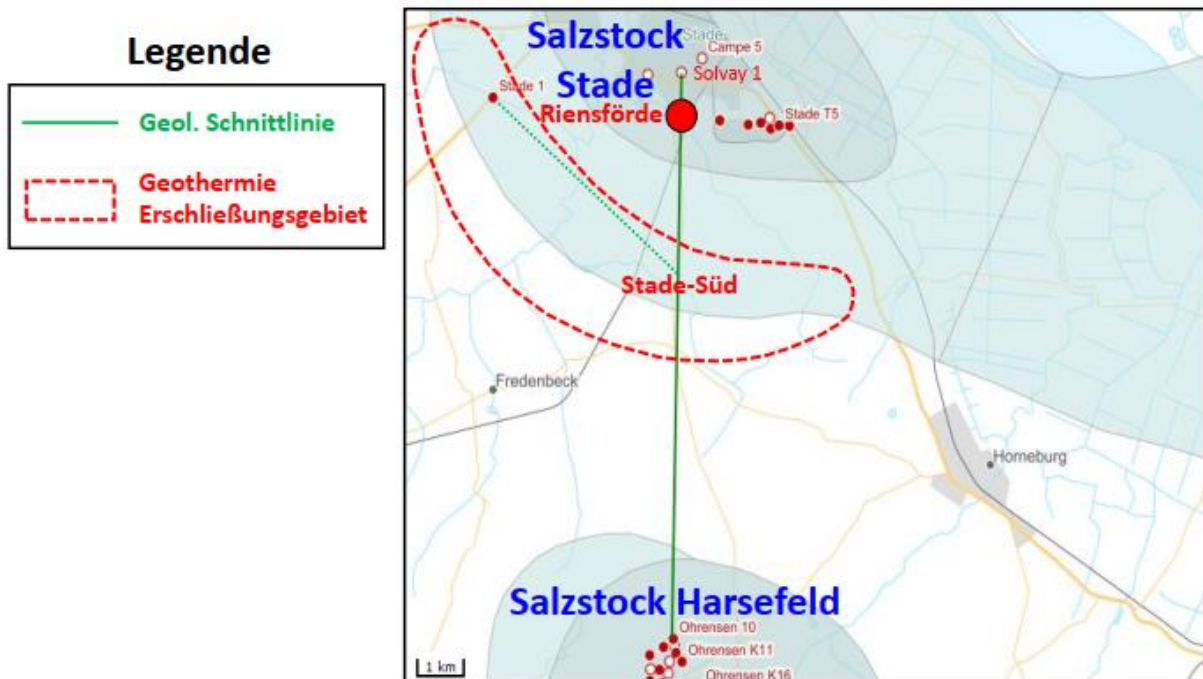 Legende
Geol. Schnittlinie
Geothermie
Erschließungsgebiet
Salzstock
Stade
Stade
Campe 5
Solvay 1
Stade 1
Riensförde
Stade T5
Stade-Süd
Fredenbeck
Horneburg
Salzstock Harsefeld
Ohrensen 10
Ohrensen K11
Ohrensen K16
1 km